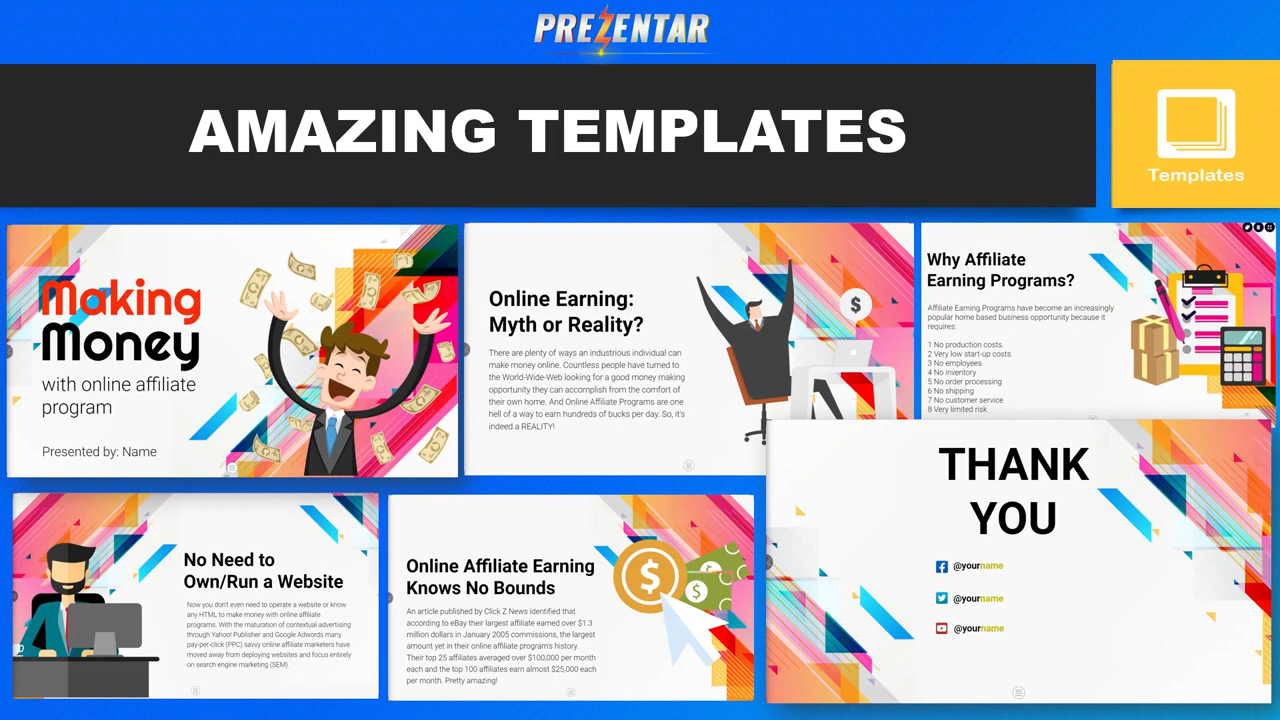 PREZENTAR
AMAZING TEMPLATES
Templates
Making
Money
with online affiliate
program
Presented by: Name
Online Earning:
Myth or Reality?
There are plenty of ways an industrious individual can
make money online. Countless people have turned to
the World-Wide-Web looking for a good money making
opportunity they can accomplish from the comfort of
their own home. And Online Affiliate Programs are one
hell of a way to earn hundreds of bucks per day. So, it's
indeed a REALITY!
$
Why Affiliate
Earning Programs?
Affiliate Earning Programs have become an increasingly
popular home based business opportunity because it
requires:
1 No production costs.
2 Very low start-up costs
3 No employees
4 No inventory
5 No order processing
6 No shipping
7 No customer service
8 Very limited risk
No Need to
Own/Run a Website
Now you don't even need to operate a website or know
any HTML to make money with online affiliate
programs. With the maturation of contextual advertising
through Yahoo! Publisher and Google Adwords many
pay-per-click (PPC) savvy online affiliate marketers have
moved away from deploying websites and focus entirely
on search engine marketing (SEM).
Online Affiliate Earning
Knows No Bounds
An article published by Click Z News identified that
according to eBay their largest affiliate earned over $1.3
million dollars in January 2005 commissions, the largest
amount yet in their online affiliate program's history.
Their top 25 affiliates averaged over $100,000 per month
each and the top 100 affiliates earn almost $25,000 each
per month. Pretty amazing!
$
$
$
THANK
YOU
@yourname
@yourname
@yourname